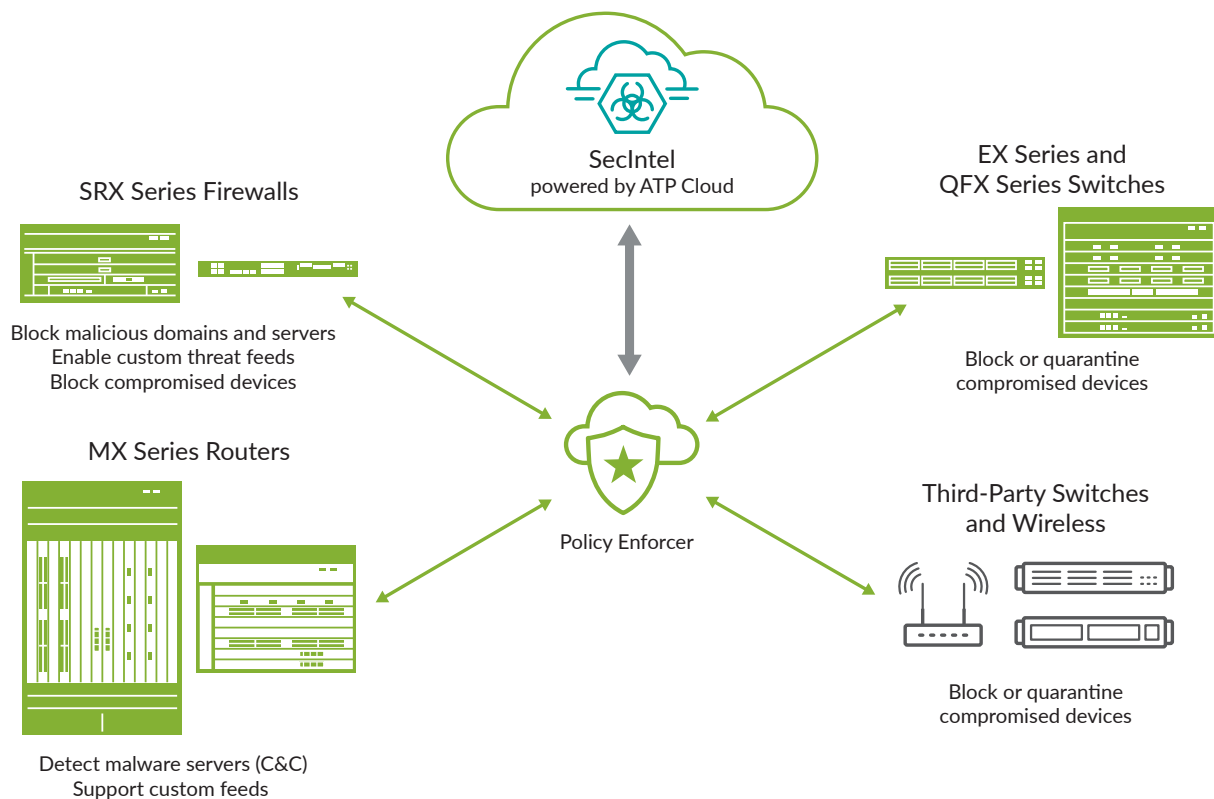 SecIntel
powered by ATP Cloud
SRX Series Firewalls
Block malicious domains and servers
Enable custom threat feeds
Block compromised devices
EX Series and
QFX Series Switches
Block or quarantine
compromised devices
MX Series Routers
Detect malware servers (C&C)
Support custom feeds
Policy Enforcer
Third-Party Switches
and Wireless
Block or quarantine
compromised devices